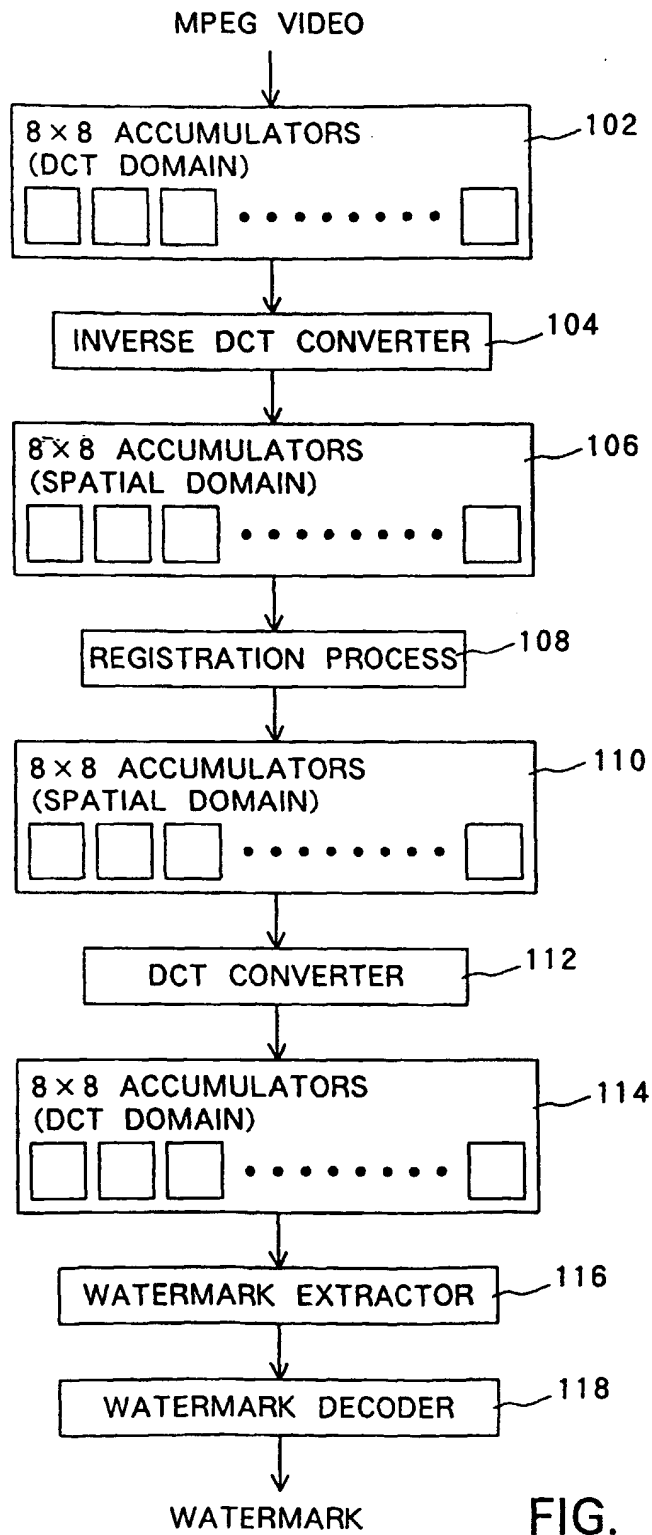 MPEG VIDEO
8×8 ACCUMULATORS
(DCT DOMAIN)
102
INVERSE DCT CONVERTER
104
8×8 ACCUMULATORS
(SPATIAL DOMAIN)
106
REGISTRATION PROCESS
108
8×8 ACCUMULATORS
(SPATIAL DOMAIN)
110
DCT CONVERTER
112
8×8 ACCUMULATORS
(DCT DOMAIN)
114
WATERMARK EXTRACTOR
116
WATERMARK DECODER
118
WATERMARK
FIG.